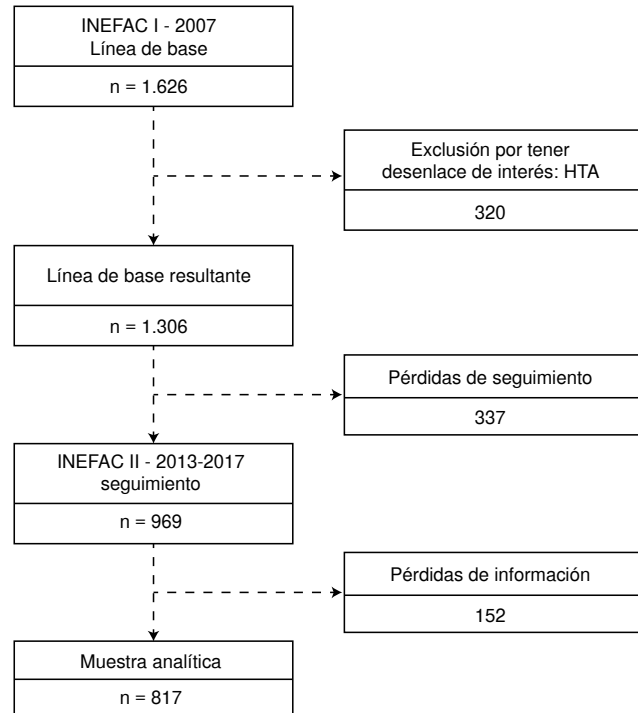 INEFAC I - 2007
Línea de base
n = 1.626
Exclusión por tener
desenlace de interés: HTA
320
Línea de base resultante
n = 1.306
Pérdidas de seguimiento
337
INEFAC II - 2013-2017
seguimiento
n = 969
Pérdidas de información
152
Muestra analítica
n = 817